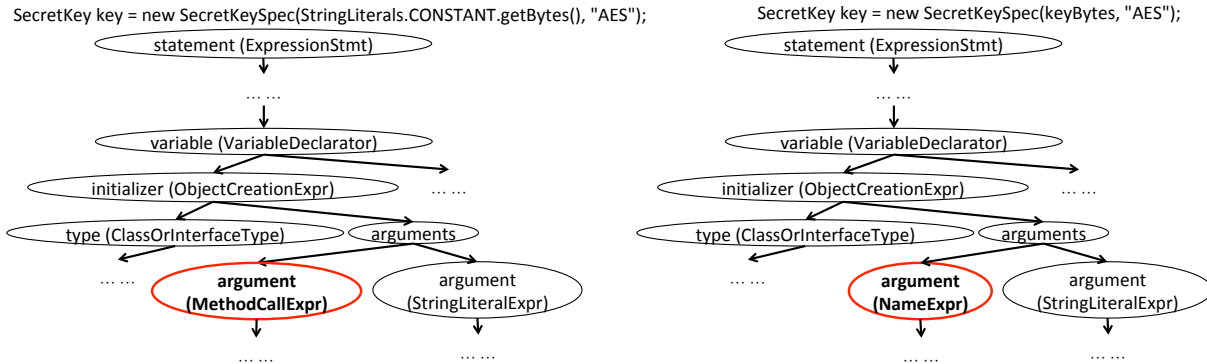 SecretKey key = new SecretKeySpec(StringLiterals.CONSTANT.getBytes(), "AES");
statement (ExpressionStmt)
... ...
variable (VariableDeclarator)
initializer (ObjectCreationExpr)
... ...
type (ClassOrInterfaceType)
arguments
... ...
argument
(MethodCallExpr)
argument
(StringLiteralExpr)
... ...
... ...
SecretKey key = new SecretKeySpec(keyBytes, "AES");
statement (ExpressionStmt)
... ...
variable (VariableDeclarator)
initializer (ObjectCreationExpr)
... ...
type (ClassOrInterfaceType)
arguments
... ...
argument
(NameExpr)
argument
(StringLiteralExpr)
... ...
... ...